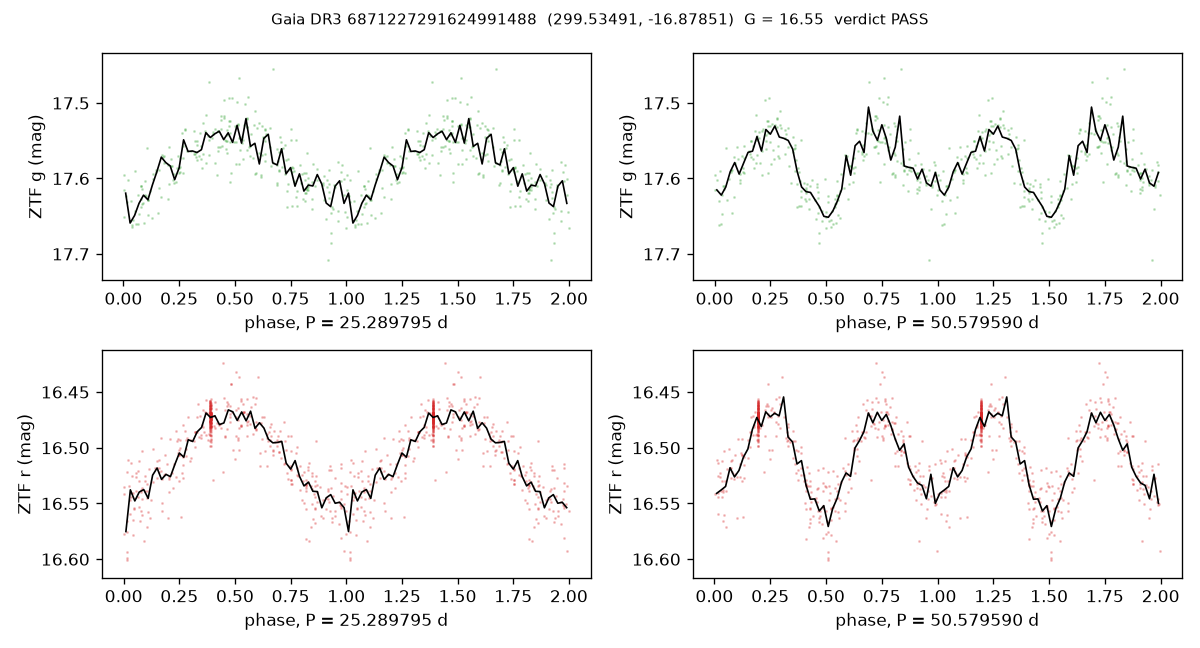 Gaia DR3 6871227291624991488  (299.53491, -16.87851)  G = 16.55  verdict PASS
ZTF g (mag)
17.5
17.6
17.7
0.00 0.25 0.50 0.75 1.00 1.25 1.50 1.75 2.00
phase, P = 25.289795 d
ZTF g (mag)
17.5
17.6
17.7
0.00 0.25 0.50 0.75 1.00 1.25 1.50 1.75 2.00
phase, P = 50.579590 d
ZTF r (mag)
16.45
16.50
16.55
16.60
0.00 0.25 0.50 0.75 1.00 1.25 1.50 1.75 2.00
phase, P = 25.289795 d
ZTF r (mag)
16.45
16.50
16.55
16.60
0.00 0.25 0.50 0.75 1.00 1.25 1.50 1.75 2.00
phase, P = 50.579590 d